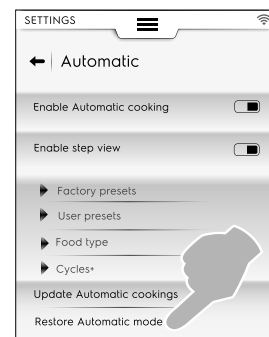 SETTINGS
Automatic
Enable Automatic cooking
Enable step view
Factory presets
User presets
Food type
Cycles+
Update Automatic cookings
Restore Automatic mode